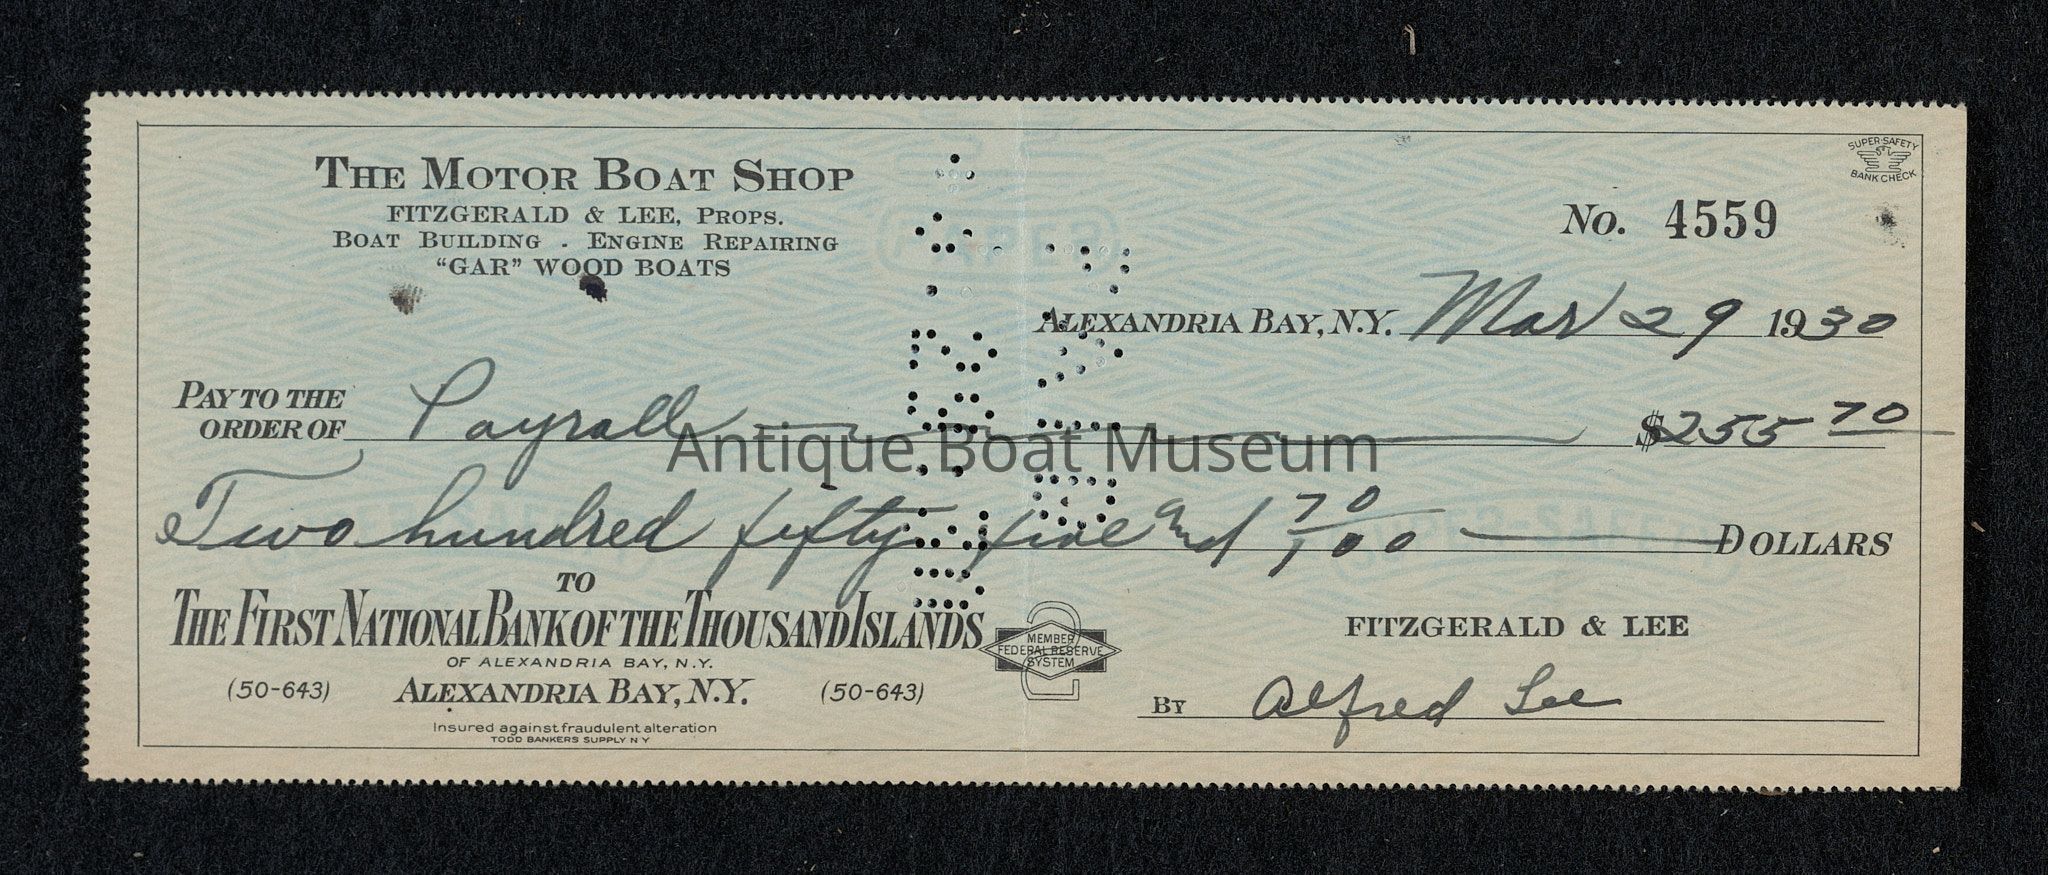 SUPER-SAFETY
BANK CHECK
THE MOTOR BOAT SHOP
FITZGERALD & LEE, PROPS.
BOAT BUILDING - ENGINE REPAIRING
"GAR" WOOD BOATS
No. 4559
ALEXANDRIA BAY, N.Y. Mar 29 1930
PAY TO THE
ORDER OF Payroll $255 70
Antique Boat Museum
Two hundred fifty five and 70/100 DOLLARS
TO
THE FIRST NATIONAL BANK OF THE THOUSAND ISLANDS
OF ALEXANDRIA BAY, N.Y.
(50-643) ALEXANDRIA BAY, N.Y. (50-643)
Insured against fraudulent alteration
TODD BANKERS SUPPLY N Y
MEMBER
FEDERAL RESERVE
SYSTEM
2
FITZGERALD & LEE
BY Alfred Lee